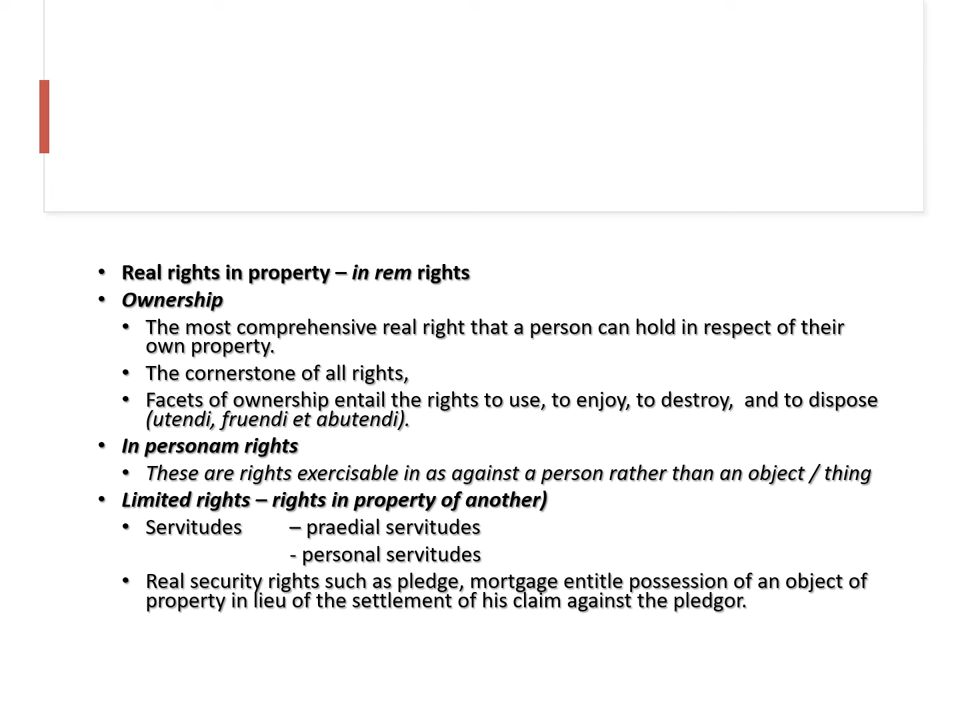 • Real rights in property – in rem rights
• Ownership
• The most comprehensive real right that a person can hold in respect of their
own property.
• The cornerstone of all rights,
• Facets of ownership entail the rights to use, to enjoy, to destroy,  and to dispose
(utendi, fruendi et abutendi).
• In personam rights
• These are rights exercisable in as against a person rather than an object / thing
• Limited rights – rights in property of another)
• Servitudes – praedial servitudes
- personal servitudes
• Real security rights such as pledge, mortgage entitle possession of an object of
property in lieu of the settlement of his claim against the pledgor.